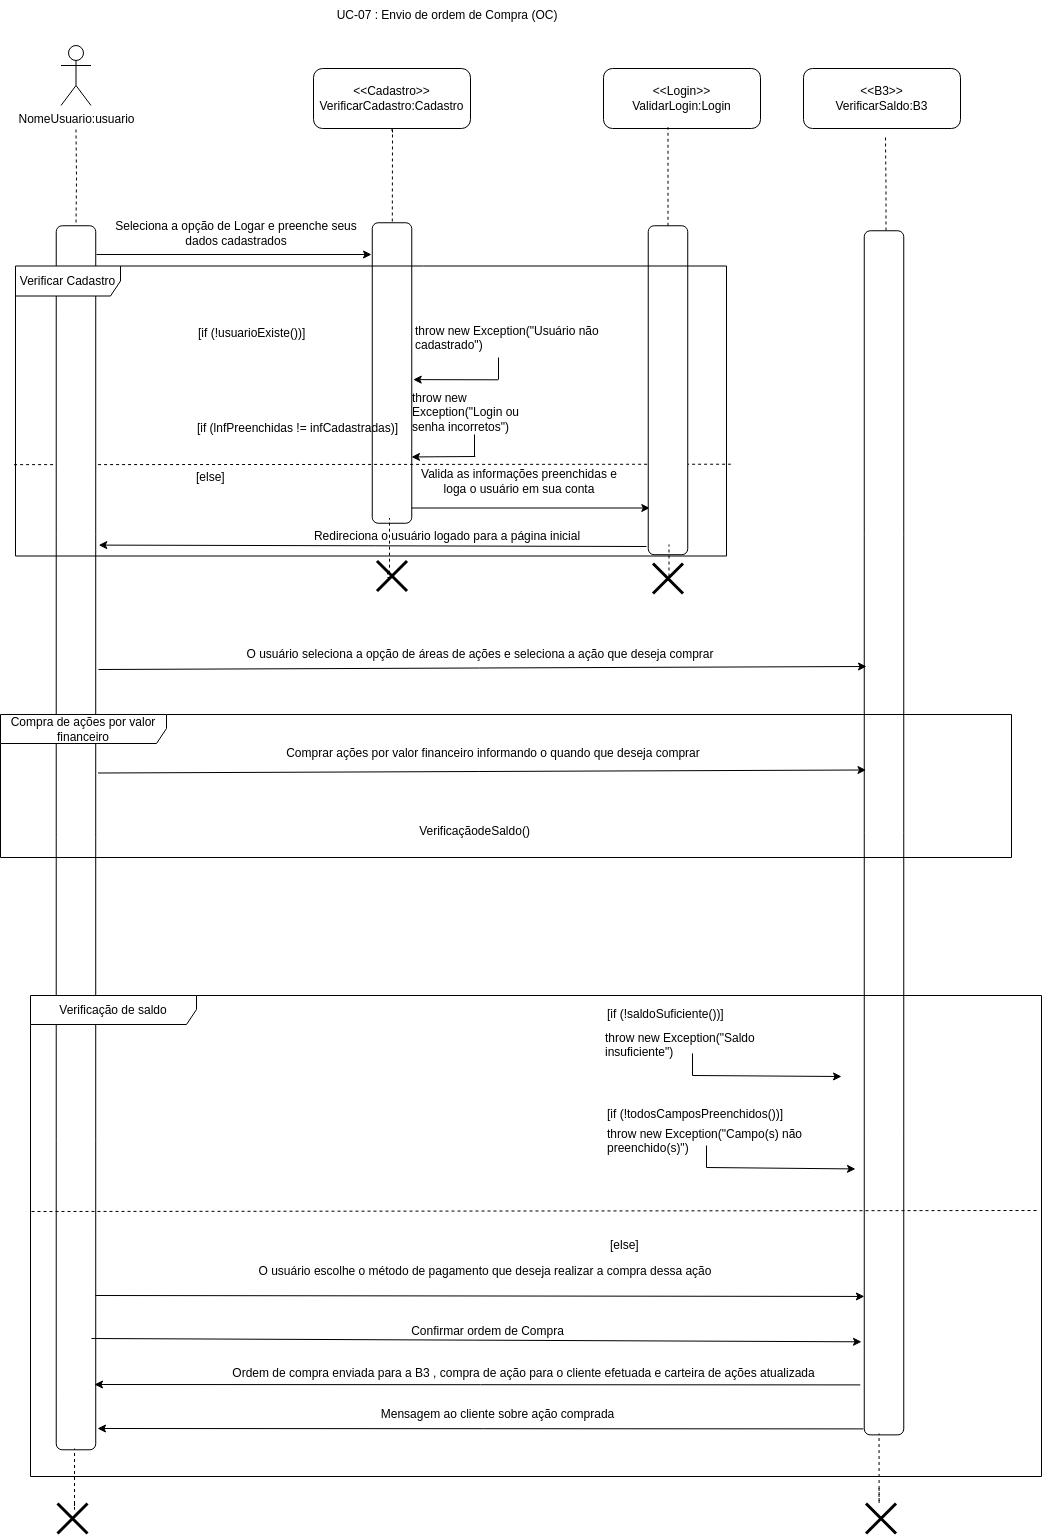 UC-07 : Envio de ordem de Compra (OC)
NomeUsuario:usuario
<<Cadastro>>
VerificarCadastro:Cadastro
<<Login>>
ValidarLogin:Login
<<B3>>
VerificarSaldo:B3
Seleciona a opção de Logar e preenche seus
dados cadastrados
Verificar Cadastro
[if (!usuarioExiste())]
throw new Exception("Usuário não
cadastrado")
throw new
Exception("Login ou
senha incorretos")
[if (InfPreenchidas != infCadastradas)]
[else]
Valida as informações preenchidas e
loga o usuário em sua conta
Redireciona o usuário logado para a página inicial
O usuário seleciona a opção de áreas de ações e seleciona a ação que deseja comprar
Compra de ações por valor
financeiro
Comprar ações por valor financeiro informando o quando que deseja comprar
VerificaçãodeSaldo()
Verificação de saldo
[if (!saldoSuficiente())]
throw new Exception("Saldo
insuficiente")
[if (!todosCamposPreenchidos())]
throw new Exception("Campo(s) não
preenchido(s)")
[else]
O usuário escolhe o método de pagamento que deseja realizar a compra dessa ação
Confirmar ordem de Compra
Ordem de compra enviada para a B3 , compra de ação para o cliente efetuada e carteira de ações atualizada
Mensagem ao cliente sobre ação comprada